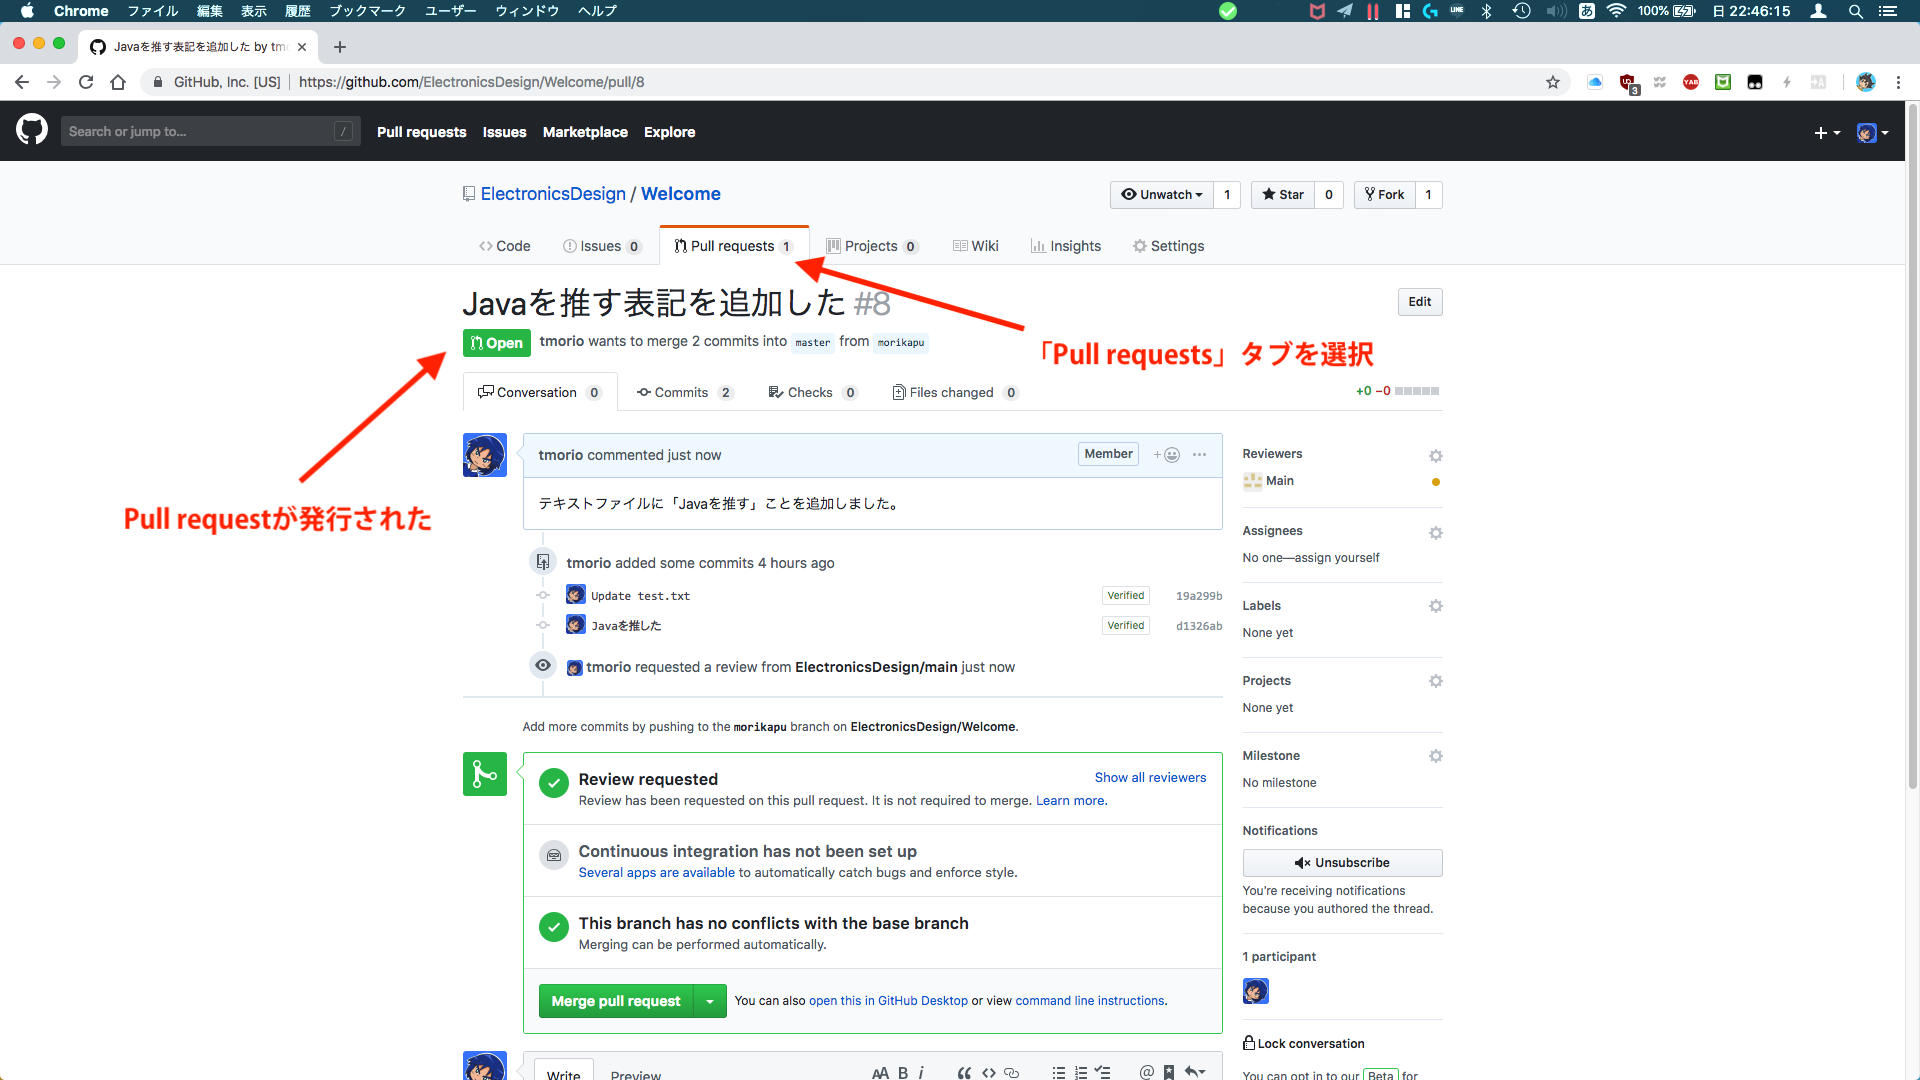 Chrome ファイル 編集 表示 履歴 ブックマーク ユーザー ウィンドウ ヘルプ
LINE あ 100% 日 22:46:15
Javaを推す表記を追加した by tm
GitHub, Inc. [US] https://github.com/ElectronicsDesign/Welcome/pull/8
3 YAB
Search or jump to... /
Pull requests Issues Marketplace Explore
ElectronicsDesign / Welcome
Unwatch 1 Star 0 Fork 1
Code Issues 0 Pull requests 1 Projects 0 Wiki Insights Settings
Javaを推す表記を追加した #8
Edit
Open tmorio wants to merge 2 commits into master from morikapu
「Pull requests」タブを選択
Conversation 0 Commits 2 Checks 0 Files changed 0
+0 −0
Pull requestが発行された
tmorio commented just now
Member
テキストファイルに「Javaを推す」ことを追加しました。
tmorio added some commits 4 hours ago
Update test.txt Verified 19a299b
Javaを推した Verified d1326ab
tmorio requested a review from ElectronicsDesign/main just now
Add more commits by pushing to the morikapu branch on ElectronicsDesign/Welcome.
Review requested
Show all reviewers
Review has been requested on this pull request. It is not required to merge. Learn more.
Continuous integration has not been set up
Several apps are available to automatically catch bugs and enforce style.
This branch has no conflicts with the base branch
Merging can be performed automatically.
Merge pull request You can also open this in GitHub Desktop or view command line instructions.
Write Preview AA B i
Reviewers
Main
Assignees
No one—assign yourself
Labels
None yet
Projects
None yet
Milestone
No milestone
Notifications
Unsubscribe
You're receiving notifications
because you authored the thread.
1 participant
Lock conversation
You can opt in to our Beta for